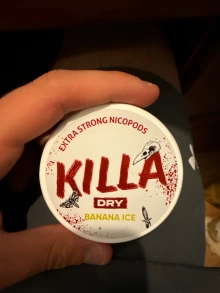 EXTRA STRONG NICOPODS
KILLA
DRY
BANANA ICE